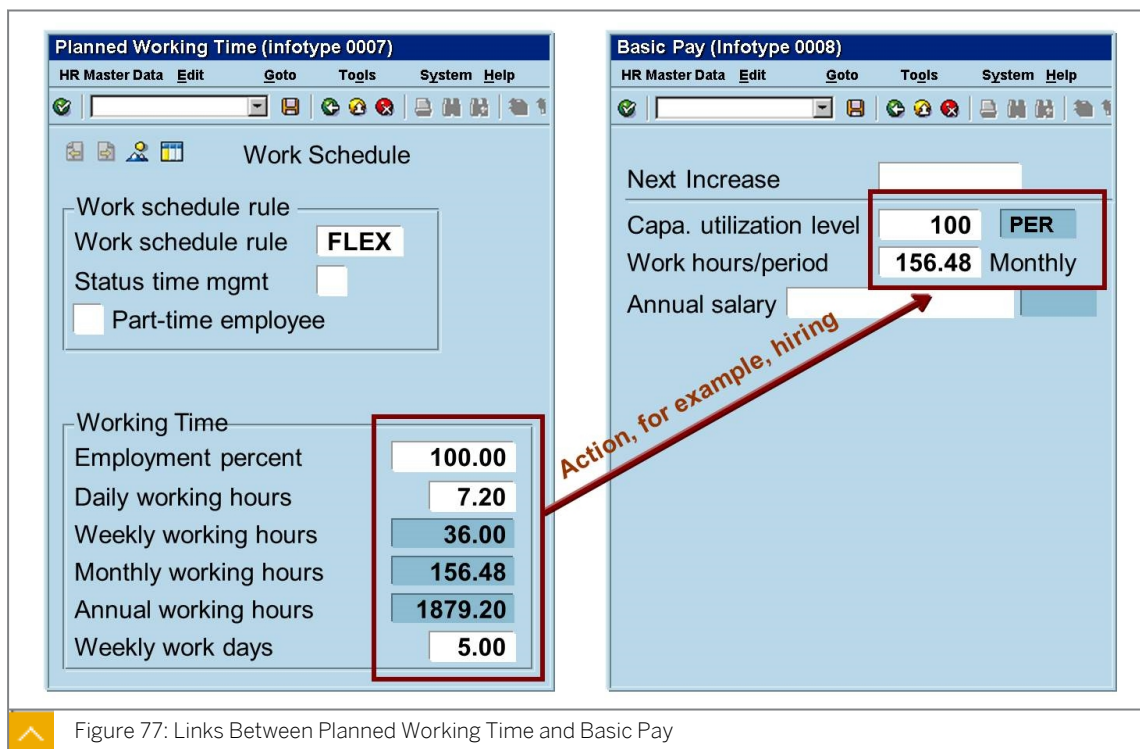 Planned Working Time (infotype 0007)
HR Master Data Edit Goto Tools System Help
Work Schedule
Work schedule rule
Work schedule rule FLEX
Status time mgmt
Part-time employee
Working Time
Employment percent 100.00
Daily working hours 7.20
Weekly working hours 36.00
Monthly working hours 156.48
Annual working hours 1879.20
Weekly work days 5.00
Action, for example, hiring
Basic Pay (Infotype 0008)
HR Master Data Edit Goto Tools System Help
Next Increase
Capa. utilization level 100 PER
Work hours/period 156.48 Monthly
Annual salary
Figure 77: Links Between Planned Working Time and Basic Pay